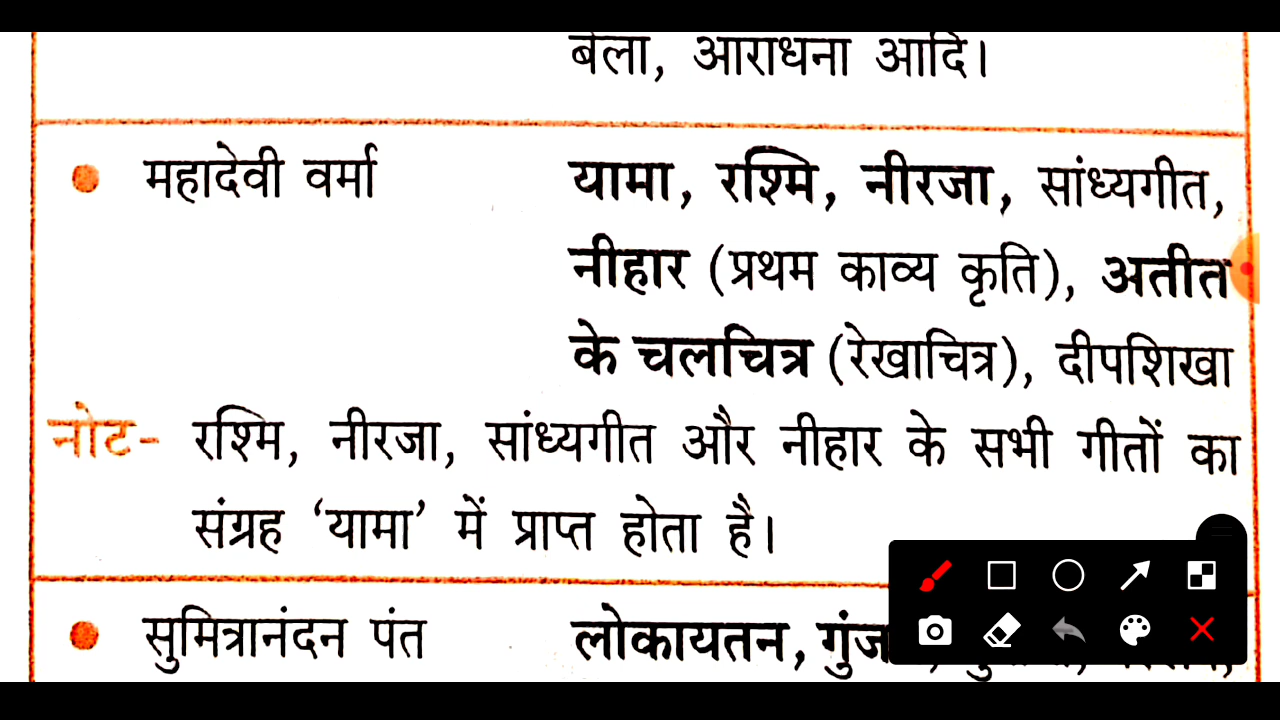 बेला, आराधना आदि।
महादेवी वर्मा यामा, रश्मि, नीरजा, सांध्यगीत,
नीहार (प्रथम काव्य कृति), अतीत
के चलचित्र (रेखाचित्र), दीपशिखा
नोट- रश्मि, नीरजा, सांध्यगीत और नीहार के सभी गीतों का
संग्रह ‘यामा’ में प्राप्त होता है।
सुमित्रानंदन पंत लोकायतन,